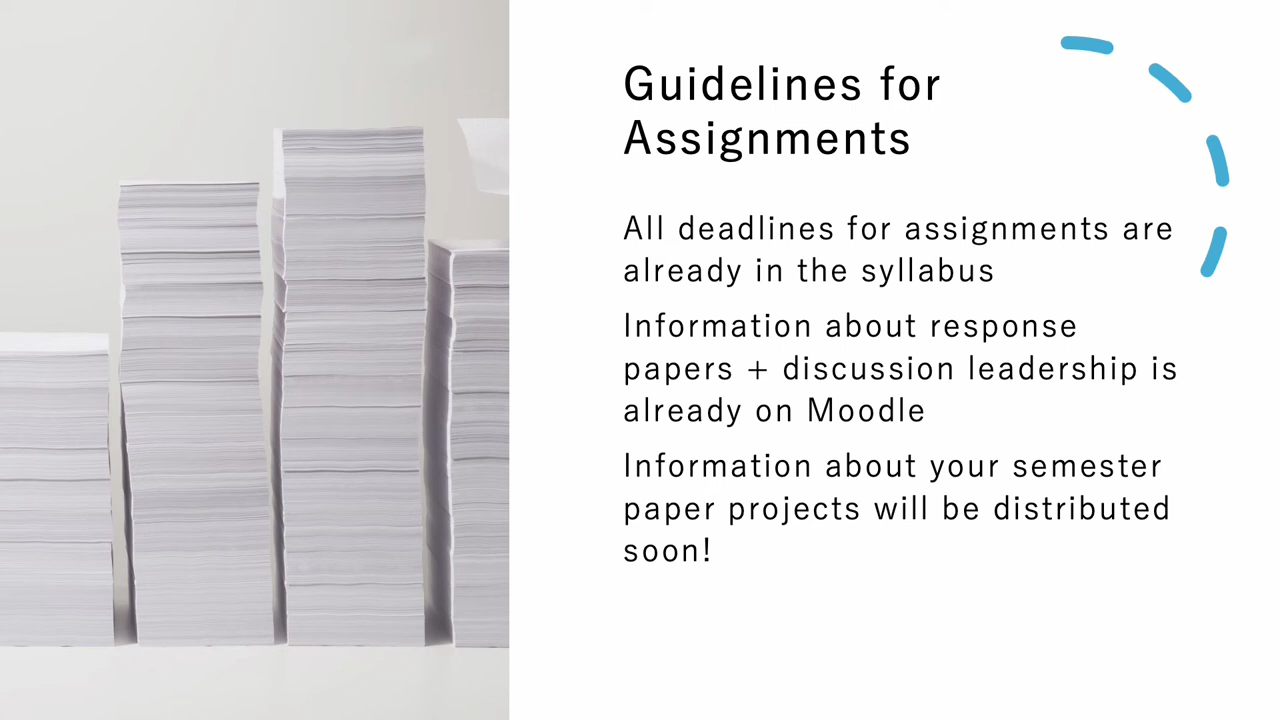 Guidelines for
Assignments
All deadlines for assignments are
already in the syllabus
Information about response
papers + discussion leadership is
already on Moodle
Information about your semester
paper projects will be distributed
soon!